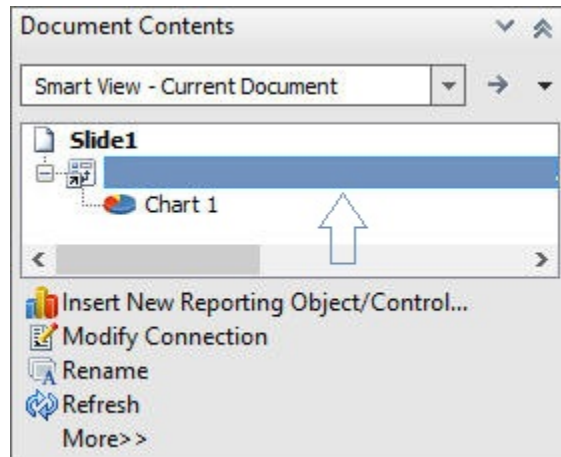 Document Contents
Smart View - Current Document
Slide1
Chart 1
Insert New Reporting Object/Control...
Modify Connection
Rename
Refresh
More>>